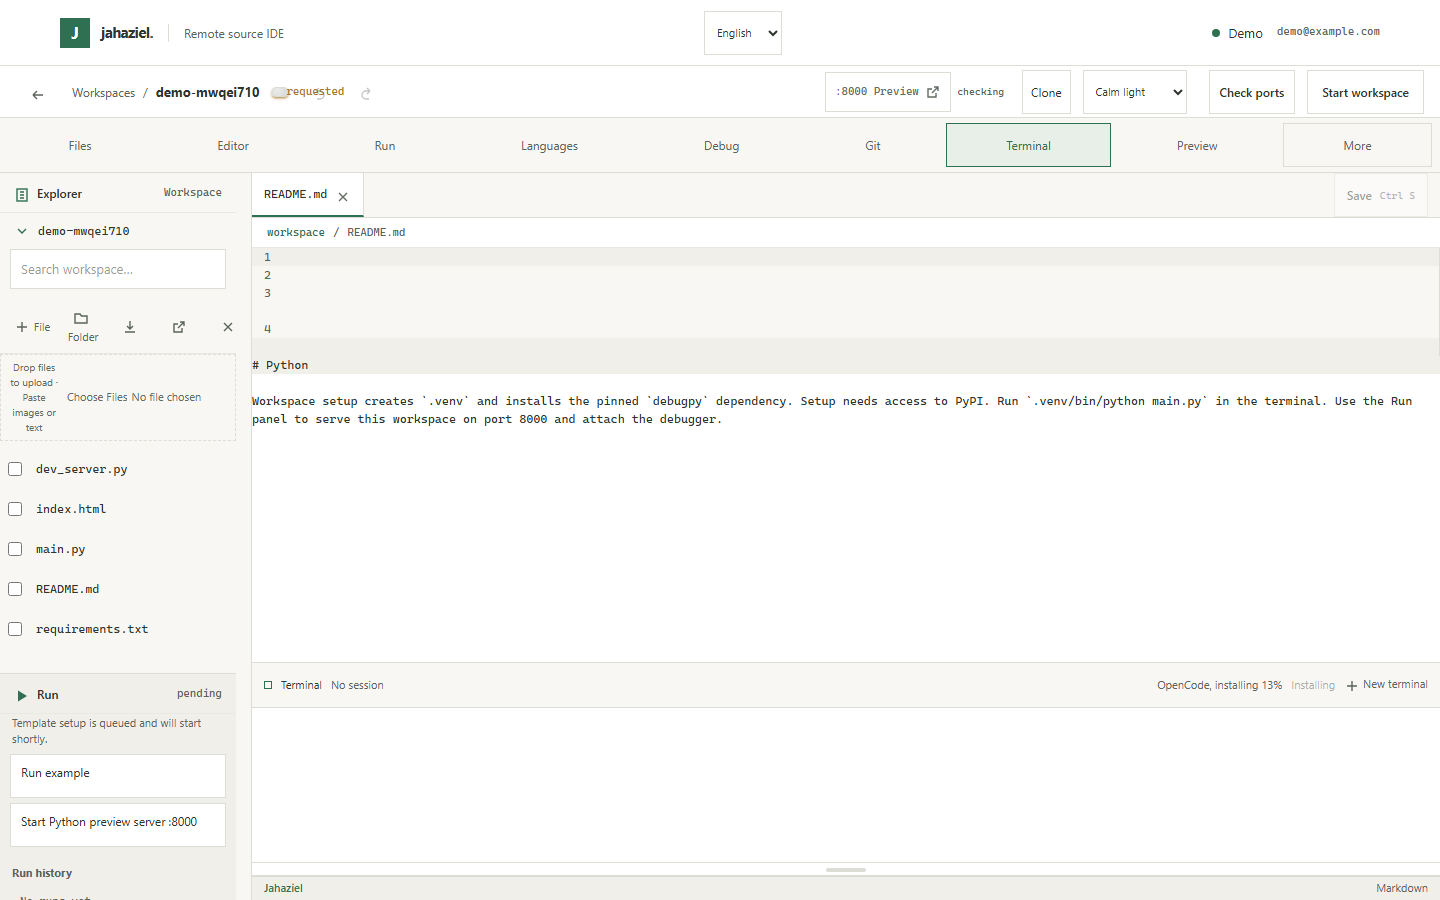 J jahaziel. Remote source IDE English Demo demo@example.com
Workspaces / demo-mwqei710 requested :8000 Preview checking Clone Calm light Check ports Start workspace
Files Editor Run Languages Debug Git Terminal Preview More
Explorer Workspace
demo-mwqei710
Search workspace...
File
Folder
Drop files
to upload ·
Paste
images or
text
Choose Files No file chosen
dev_server.py
index.html
main.py
README.md
requirements.txt
Run pending
Template setup is queued and will start
shortly.
Run example
Start Python preview server :8000
Run history
README.md Save Ctrl S
workspace / README.md
1
2
3
4
# Python
Workspace setup creates `.venv` and installs the pinned `debugpy` dependency. Setup needs access to PyPI. Run `.venv/bin/python main.py` in the terminal. Use the Run
panel to serve this workspace on port 8000 and attach the debugger.
Terminal No session OpenCode, installing 13% Installing New terminal
Jahaziel Markdown